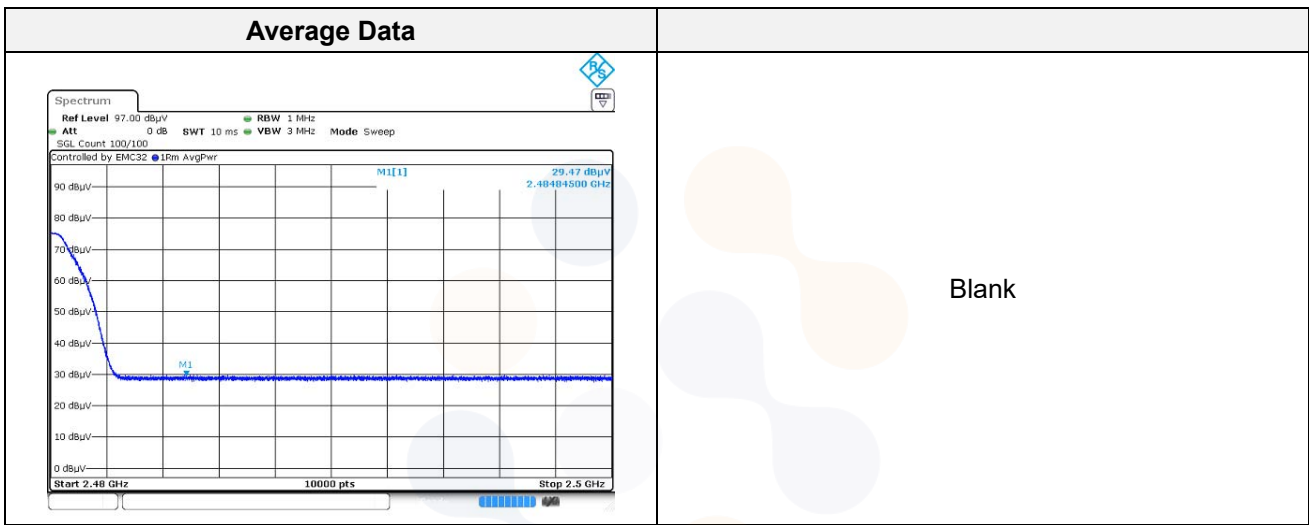 Average Data
R&S
Spectrum
Ref Level 97.00 dBµV RBW 1 MHz
Att 0 dB SWT 10 ms VBW 3 MHz Mode Sweep
SGL Count 100/100
Controlled by EMC32 1Rm AvgPwr
M1[1] 29.47 dBµV
2.48484500 GHz
90 dBµV
80 dBµV
70 dBµV
60 dBµV
50 dBµV
40 dBµV
M1
30 dBµV
20 dBµV
10 dBµV
0 dBµV
Start 2.48 GHz 10000 pts Stop 2.5 GHz
Blank